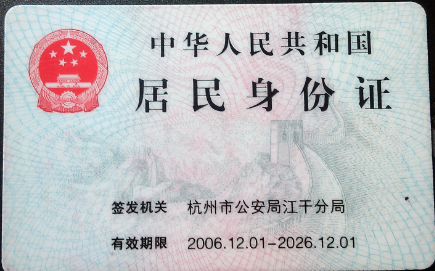 中华人民共和国
居民身份证
签发机关 杭州市公安局江干分局
有效期限 2006.12.01-2026.12.01